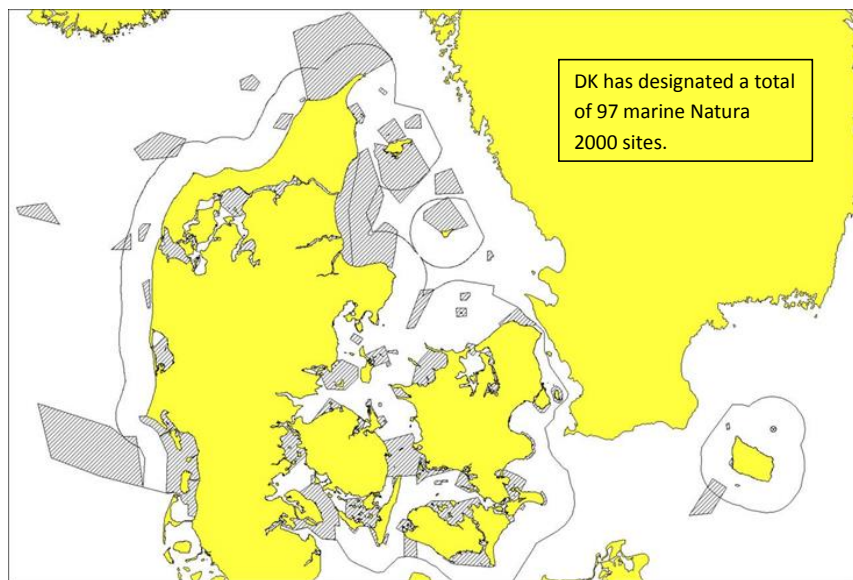 DK has designated a total
of 97 marine Natura
2000 sites.